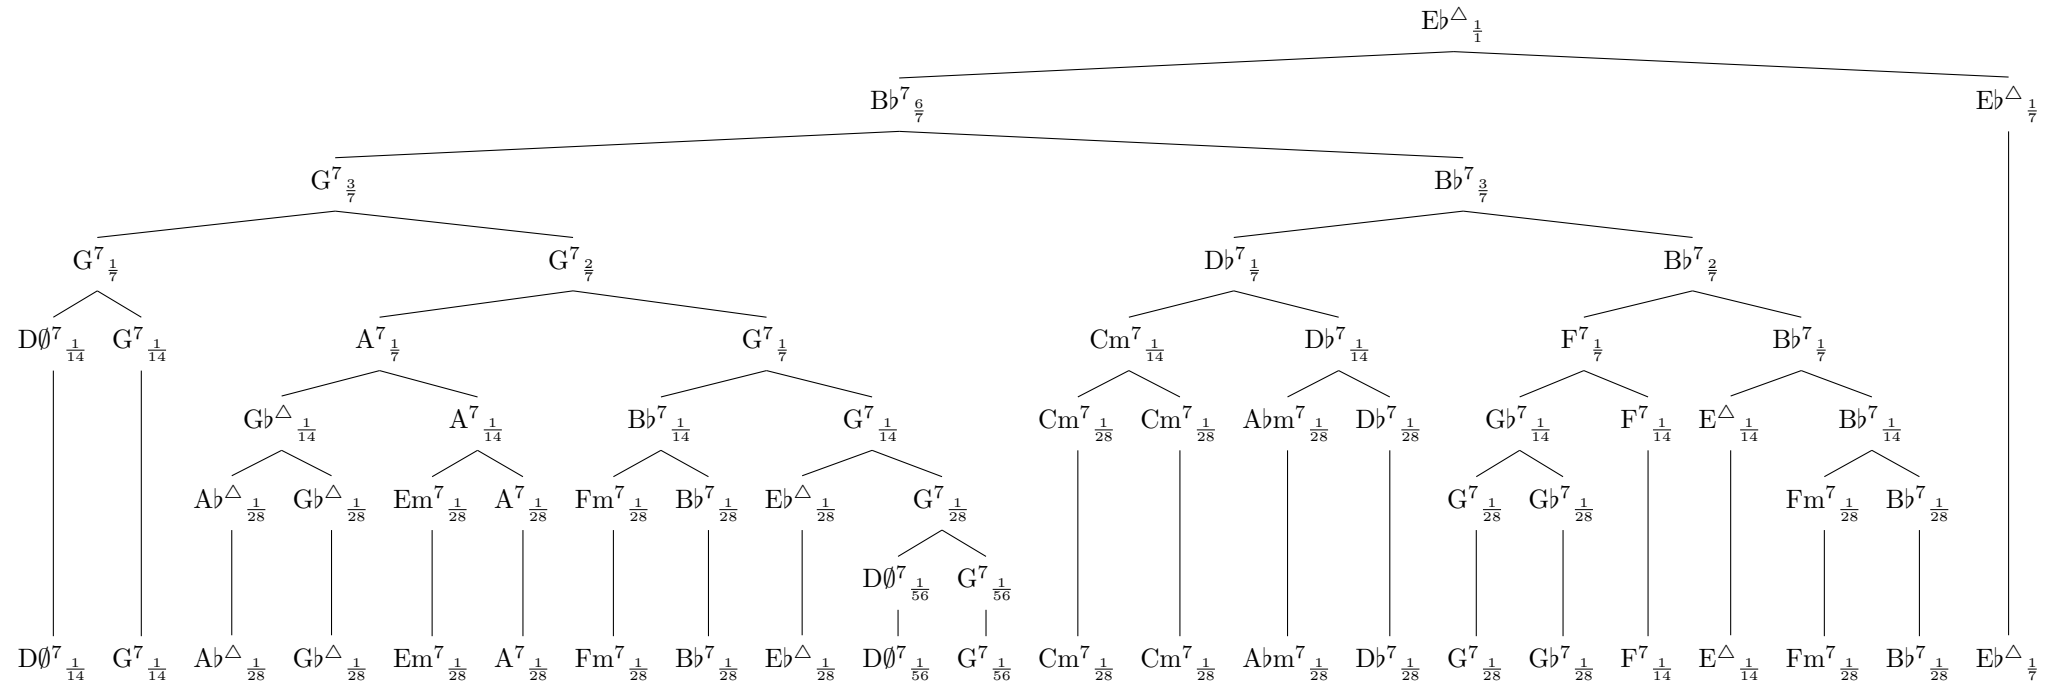 E♭△ 1/1
B♭7 6/7 E♭△ 1/7
G7 3/7 B♭7 3/7
G7 1/7 G7 2/7 D♭7 1/7 B♭7 2/7
D∅7 1/14 G7 1/14 A7 1/7 G7 1/7 Cm7 1/14 D♭7 1/14 F7 1/7 B♭7 1/7
G♭△ 1/14 A7 1/14 B♭7 1/14 G7 1/14 Cm7 1/28 Cm7 1/28 A♭m7 1/28 D♭7 1/28 G♭7 1/14 F7 1/14 E△ 1/14 B♭7 1/14
A♭△ 1/28 G♭△ 1/28 Em7 1/28 A7 1/28 Fm7 1/28 B♭7 1/28 E♭△ 1/28 G7 1/28 G7 1/28 G♭7 1/28 Fm7 1/28 B♭7 1/28
D∅7 1/56 G7 1/56
D∅7 1/14 G7 1/14 A♭△ 1/28 G♭△ 1/28 Em7 1/28 A7 1/28 Fm7 1/28 B♭7 1/28 E♭△ 1/28 D∅7 1/56 G7 1/56 Cm7 1/28 Cm7 1/28 A♭m7 1/28 D♭7 1/28 G7 1/28 G♭7 1/28 F7 1/14 E△ 1/14 Fm7 1/28 B♭7 1/28 E♭△ 1/7